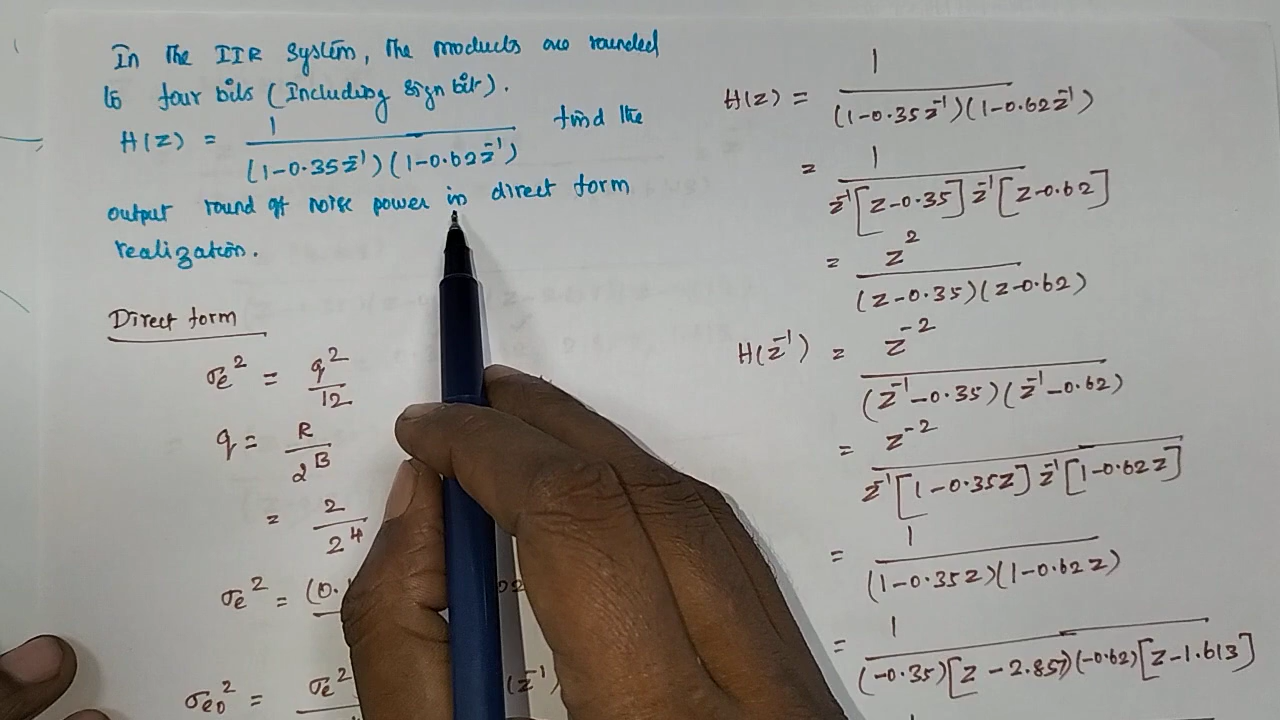 In the IIR System, the products are rounded
to four bits (Including sign bit).
H(z) = 1 / (1-0.35z⁻¹)(1-0.62z⁻¹) find the
output round off noise power in direct form
realization.
Direct form
σe² = q²/12
q = R/2^B
= 2/2⁴
σe² = (0.
σeo² = σe² (z⁻¹)
H(z) = 1 / (1-0.35z⁻¹)(1-0.62z⁻¹)
= 1 / z⁻¹[z-0.35] z⁻¹[z-0.62]
= z² / (z-0.35)(z-0.62)
H(z⁻¹) = z⁻² / (z⁻¹-0.35)(z⁻¹-0.62)
= z⁻² / z⁻¹[1-0.35z] z⁻¹[1-0.62z]
= 1 / (1-0.35z)(1-0.62z)
= 1 / (-0.35)[z-2.857)(-0.62)[z-1.613]